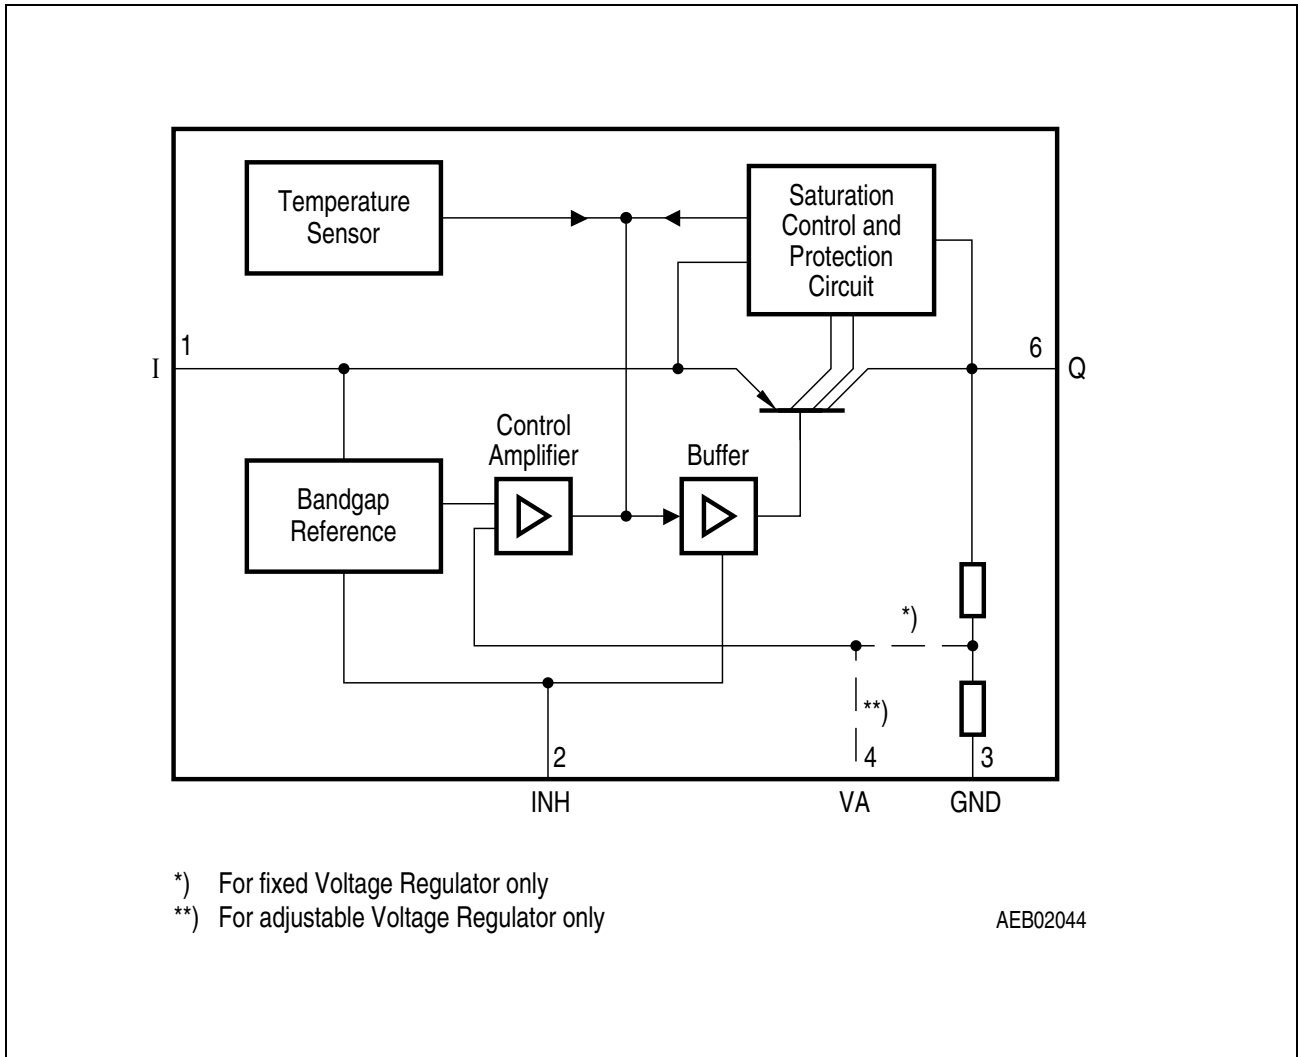 Temperature
Sensor
Saturation
Control and
Protection
Circuit
1
6
I
Q
Control
Amplifier
Buffer
Bandgap
Reference
*)
**)
2
4
3
INH
VA
GND
*) For fixed Voltage Regulator only
**) For adjustable Voltage Regulator only
AEB02044